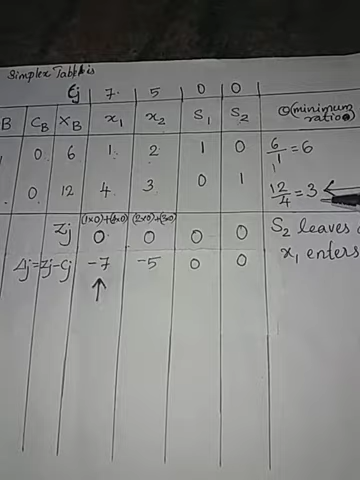 Simplex Table is
Cj 7 5 0 0
B CB XB x1 x2 S1 S2 θ(minimum ratio)
0 6 1 2 1 0 6/1 = 6
0 12 4 3 0 1 12/4 = 3
(1×0)+(4×0) (2×0)+(3×0)
Zj 0 0 0 0 S2 leaves
Δj=Zj-Cj -7 -5 0 0 x1 enters